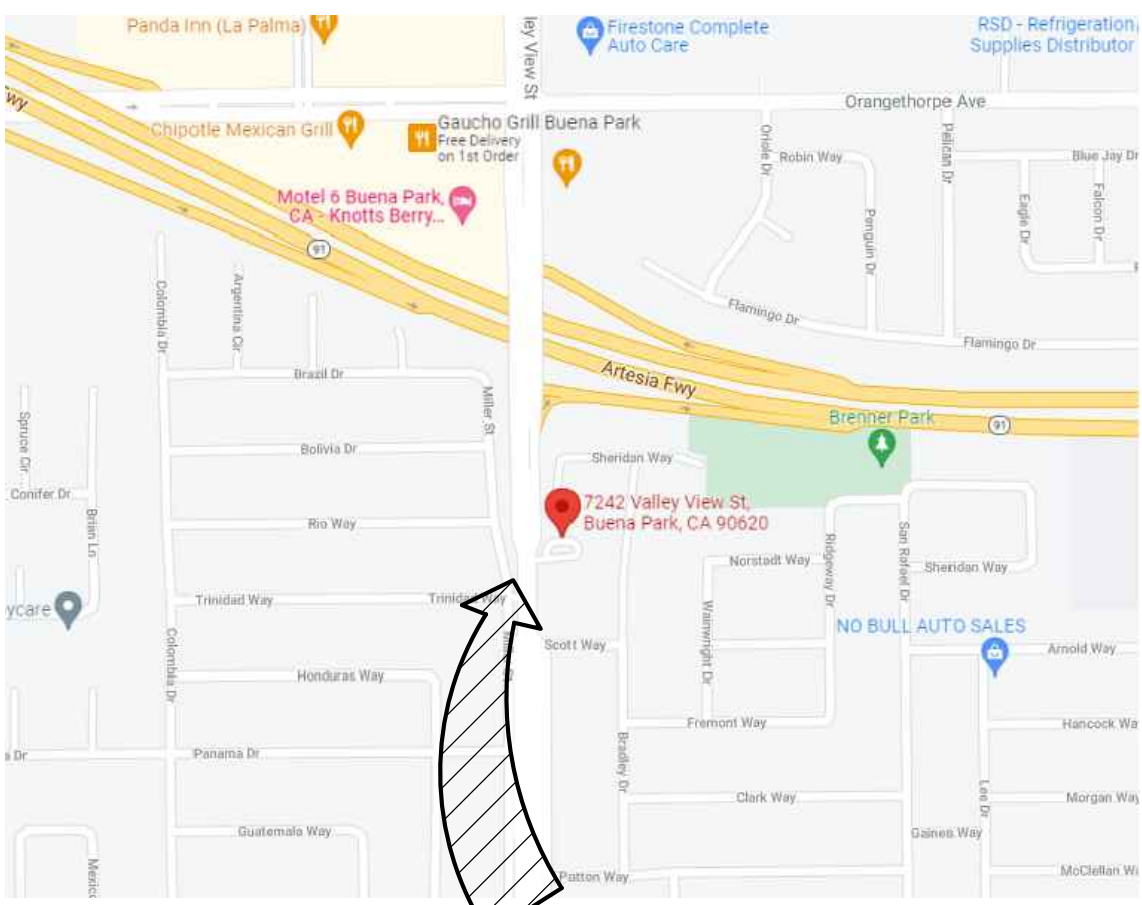 Panda Inn (La Palma)
ley View St
Firestone Complete
Auto Care
RSD - Refrigeration
Supplies Distributor
Orangethorpe Ave
Chipotle Mexican Grill
Gaucho Grill Buena Park
Free Delivery
on 1st Order
Motel 6 Buena Park,
CA - Knotts Berry...
91
Oriole Dr
Robin Way
Pelican Dr
Blue Jay Dr
Eagle Dr
Falcon Dr
Penguin Dr
Flamingo Dr
Flamingo Dr
Colombia Dr
Argentina Cir
Brazil Dr
Miller St
Artesia Fwy
91
Brenner Park
Spruce Cir
Bolivia Dr
Sheridan Way
Conifer Dr
Brian Ln
Rio Way
7242 Valley View St,
Buena Park, CA 90620
Norstadt Way
Ridgeway Dr
San Rafael Dr
Sheridan Way
ycare
Trinidad Way
Trinidad Way
Wainwright Dr
NO BULL AUTO SALES
Colombia Dr
Scott Way
Arnold Way
Honduras Way
Fremont Way
Hancock Wa
Panama Dr
Bradley Dr
Clark Way
Lee Dr
Morgan Way
Guatemala Way
Gaines Way
Mexico
Patton Way
McClellan W